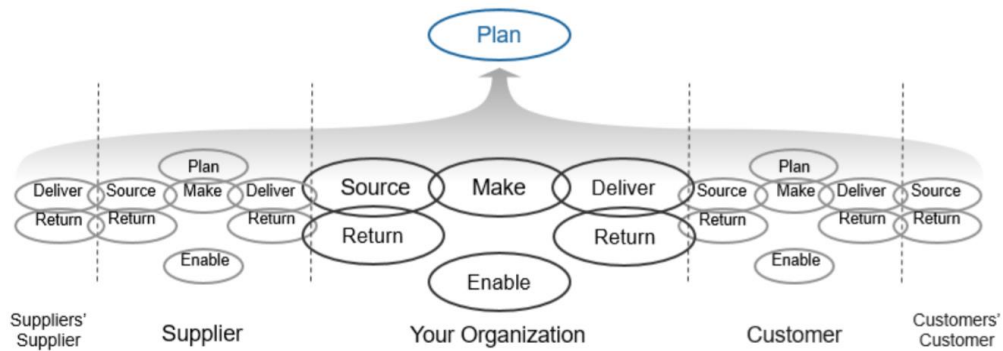 Plan
Plan
Plan
Deliver
Source
Make
Deliver
Source
Make
Deliver
Source
Make
Deliver
Source
Return
Return
Return
Return
Return
Return
Return
Return
Enable
Enable
Enable
Suppliers'
Supplier
Supplier
Your Organization
Customer
Customers'
Customer